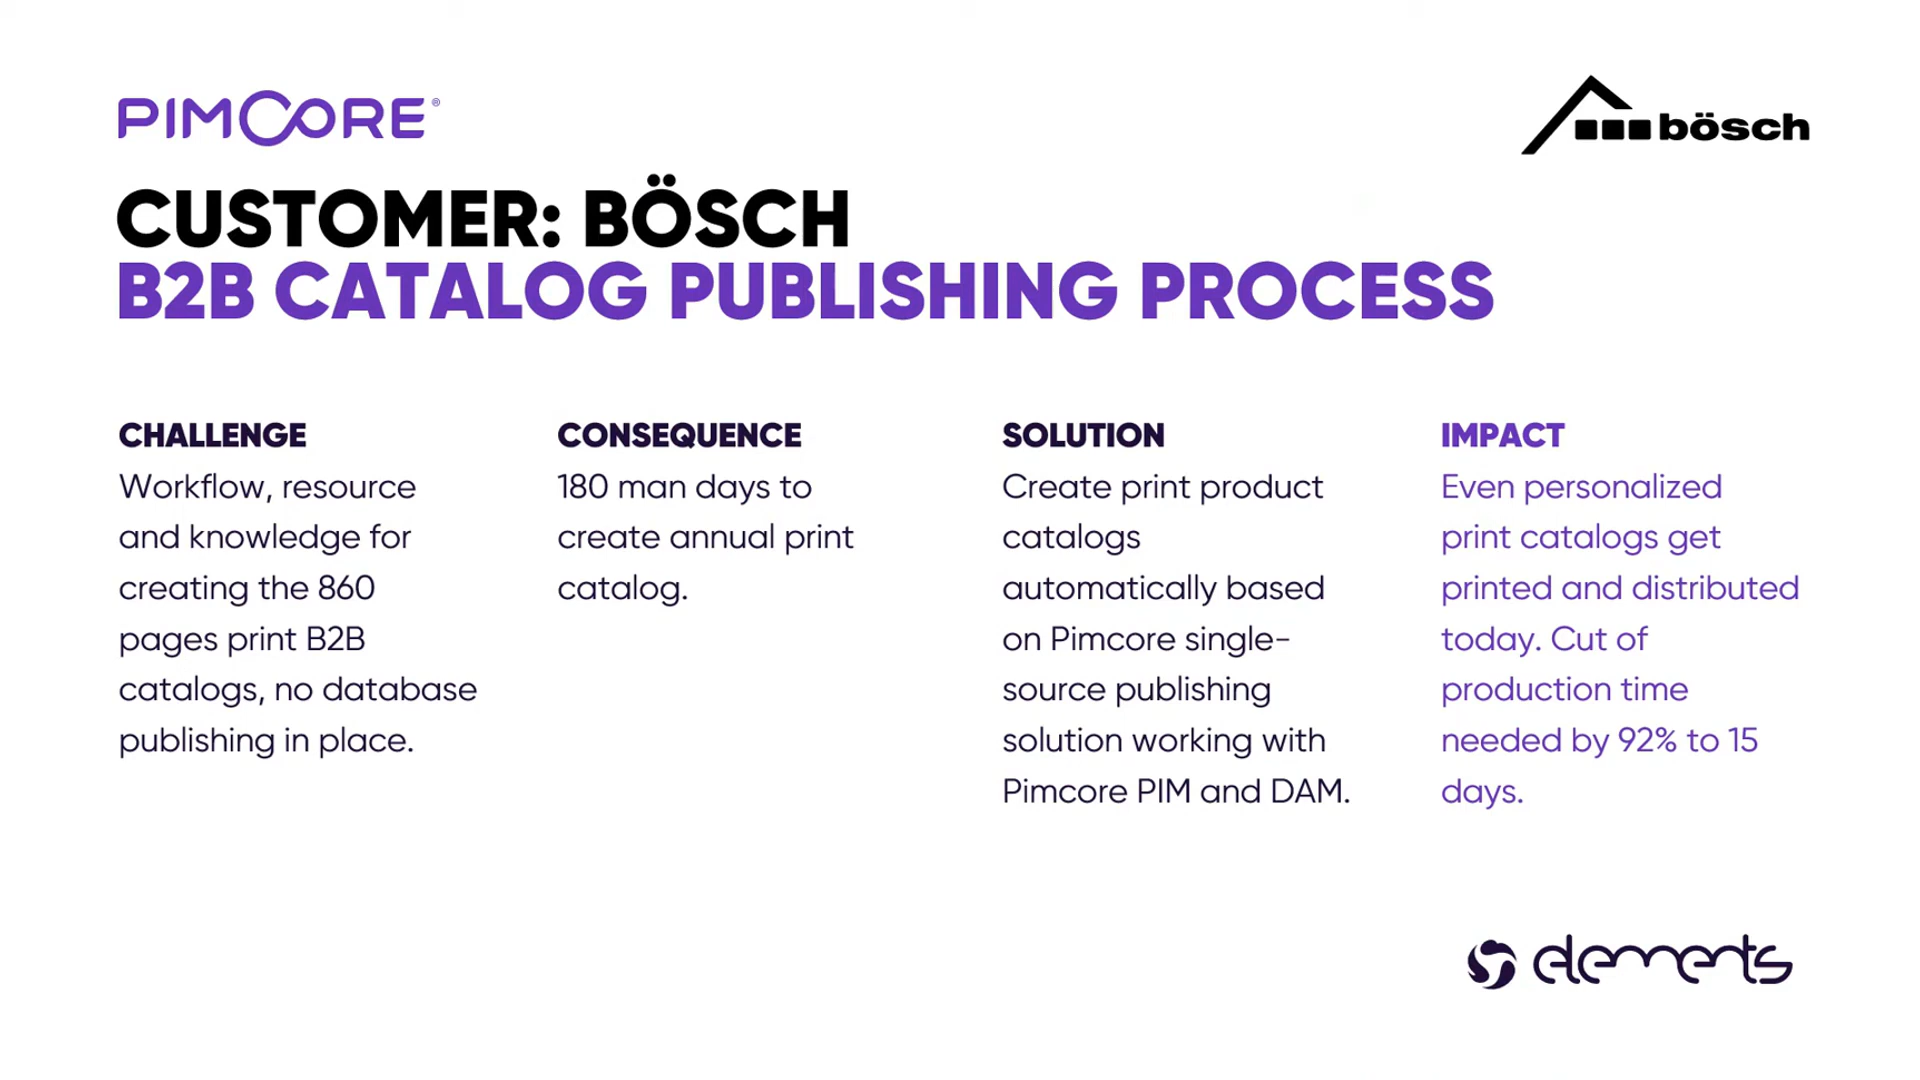 PIMCORE®
bösch
CUSTOMER: BÖSCH
B2B CATALOG PUBLISHING PROCESS
CHALLENGE
Workflow, resource
and knowledge for
creating the 860
pages print B2B
catalogs, no database
publishing in place.
CONSEQUENCE
180 man days to
create annual print
catalog.
SOLUTION
Create print product
catalogs
automatically based
on Pimcore single-
source publishing
solution working with
Pimcore PIM and DAM.
IMPACT
Even personalized
print catalogs get
printed and distributed
today. Cut of
production time
needed by 92% to 15
days.
elements